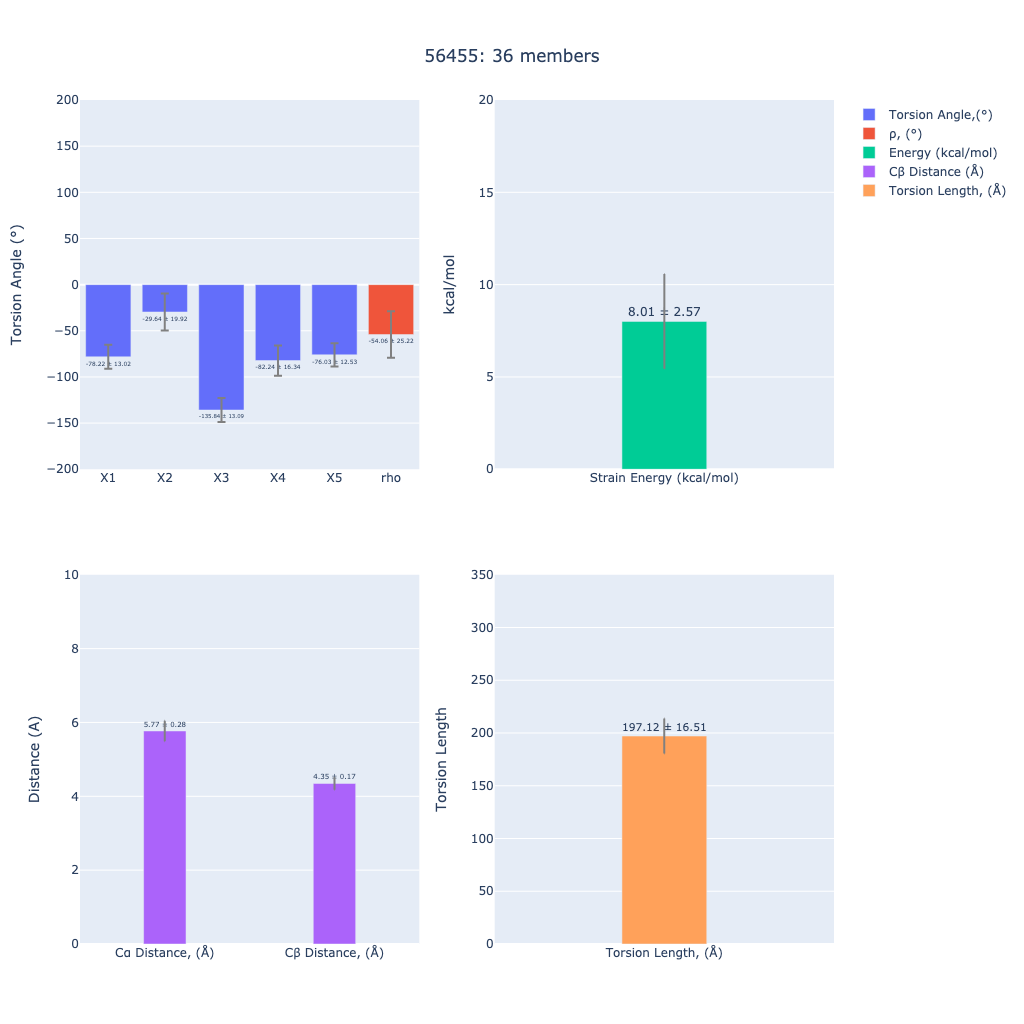 56455: 36 members
Torsion Angle (°)
200
150
100
50
0
−50
−100
−150
−200
-78.22 ± 13.02
-29.64 ± 19.92
-135.84 ± 13.09
-82.24 ± 16.34
-76.03 ± 12.53
-54.06 ± 25.22
X1 X2 X3 X4 X5 rho
kcal/mol
20
15
10
5
0
8.01 ± 2.57
Strain Energy (kcal/mol)
Torsion Angle,(°)
ρ, (°)
Energy (kcal/mol)
Cβ Distance (Å)
Torsion Length, (Å)
Distance (A)
10
8
6
4
2
0
5.77 ± 0.28
4.35 ± 0.17
Cα Distance, (Å) Cβ Distance, (Å)
Torsion Length
350
300
250
200
150
100
50
0
197.12 ± 16.51
Torsion Length, (Å)